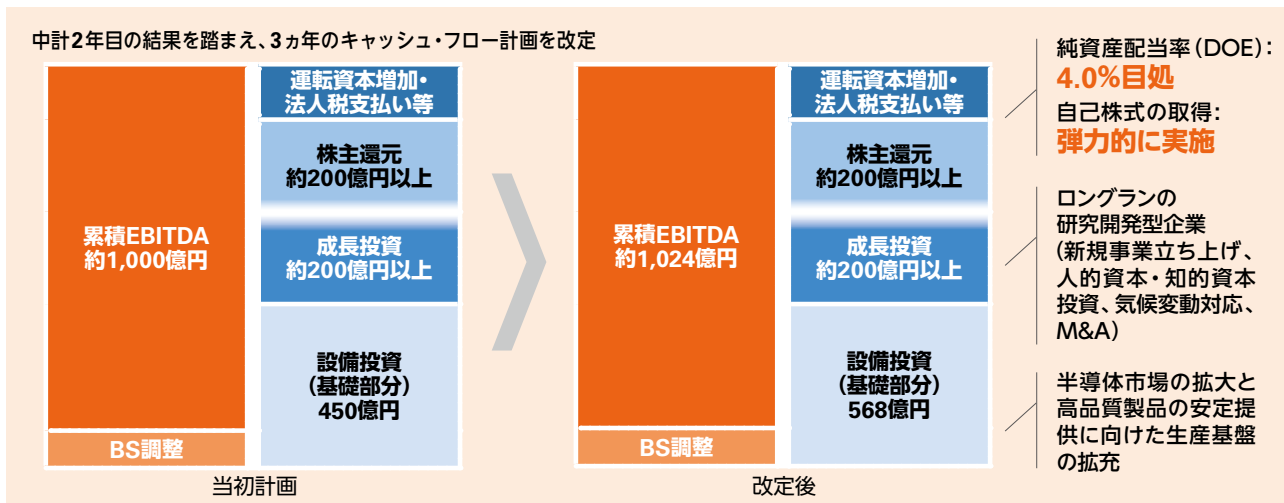 中計2年目の結果を踏まえ、3ヵ年のキャッシュ・フロー計画を改定
累積EBITDA
約1,000億円
BS調整
運転資本増加・
法人税支払い等
株主還元
約200億円以上
成長投資
約200億円以上
設備投資
(基礎部分)
450億円
当初計画
累積EBITDA
約1,024億円
BS調整
運転資本増加・
法人税支払い等
株主還元
約200億円以上
成長投資
約200億円以上
設備投資
(基礎部分)
568億円
改定後
純資産配当率(DOE):
4.0%目処
自己株式の取得:
弾力的に実施
ロングランの
研究開発型企業
(新規事業立ち上げ、
人的資本・知的資本
投資、気候変動対応、
M&A)
半導体市場の拡大と
高品質製品の安定提
供に向けた生産基盤
の拡充